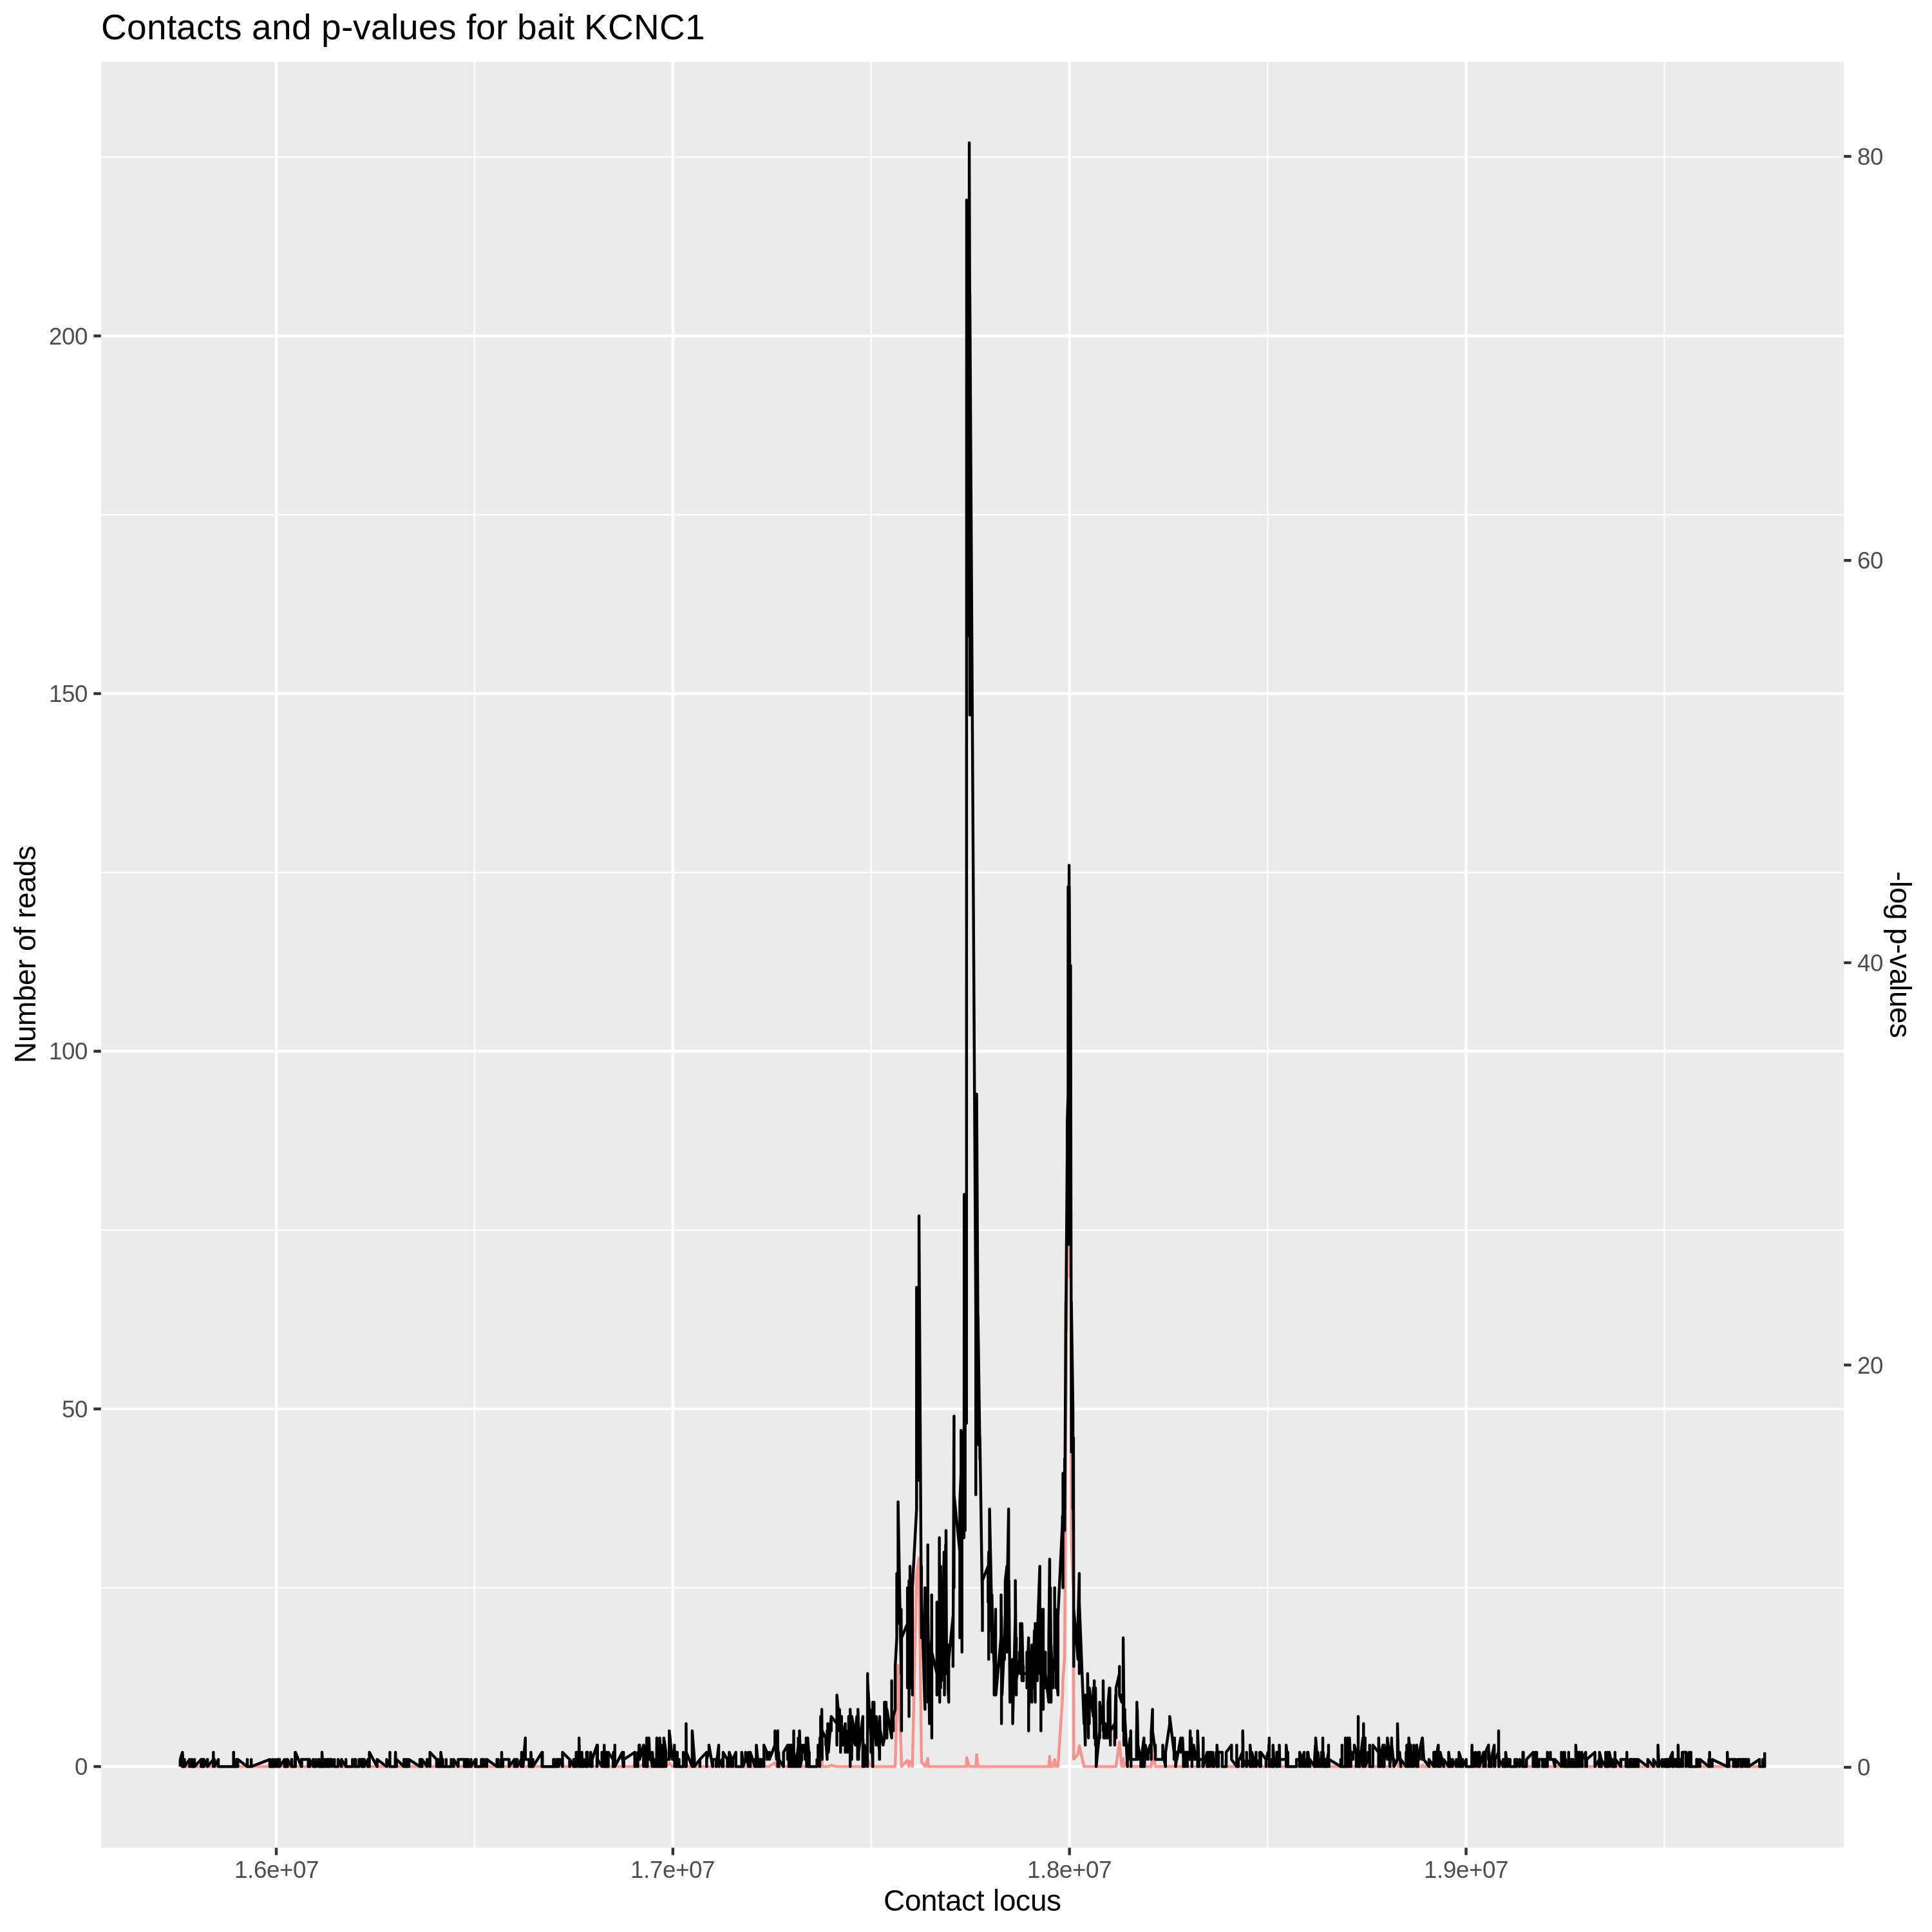 Contacts and p-values for bait KCNC1
Number of reads
200
150
100
50
0
80
60
40
20
0
-log p-values
1.6e+07
1.7e+07
1.8e+07
1.9e+07
Contact locus